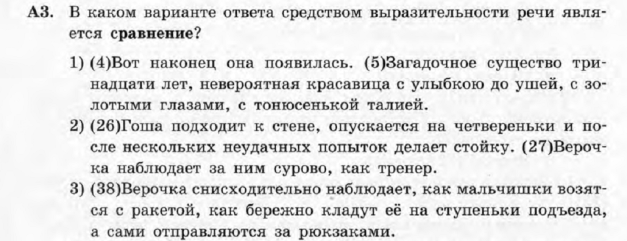 А3. В каком варианте ответа средством выразительности речи явля-
ется сравнение?
1) (4)Вот наконец она появилась. (5)Загадочное существо три-
надцати лет, невероятная красавица с улыбкою до ушей, с зо-
лотыми глазами, с тонюсенькой талией.
2) (26)Гоша подходит к стене, опускается на четвереньки и по-
сле нескольких неудачных попыток делает стойку. (27)Вероч-
ка наблюдает за ним сурово, как тренер.
3) (38)Верочка снисходительно наблюдает, как мальчишки возят-
ся с ракетой, как бережно кладут её на ступеньки подъезда,
а сами отправляются за рюкзаками.